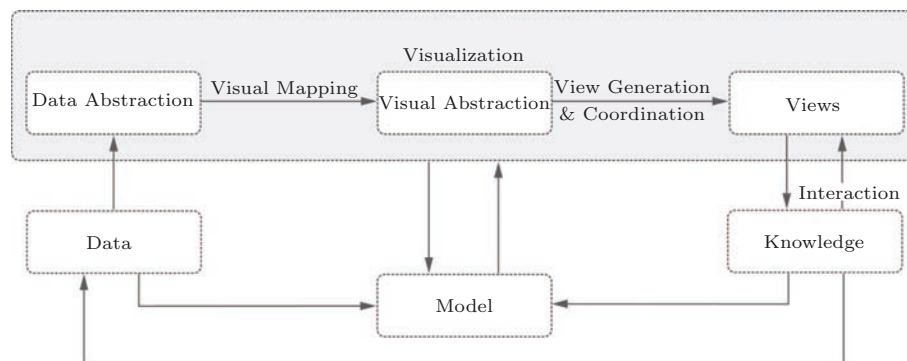 Visualization
Data Abstraction
Visual Mapping
Visual Abstraction
View Generation
& Coordination
Views
Interaction
Data
Knowledge
Model